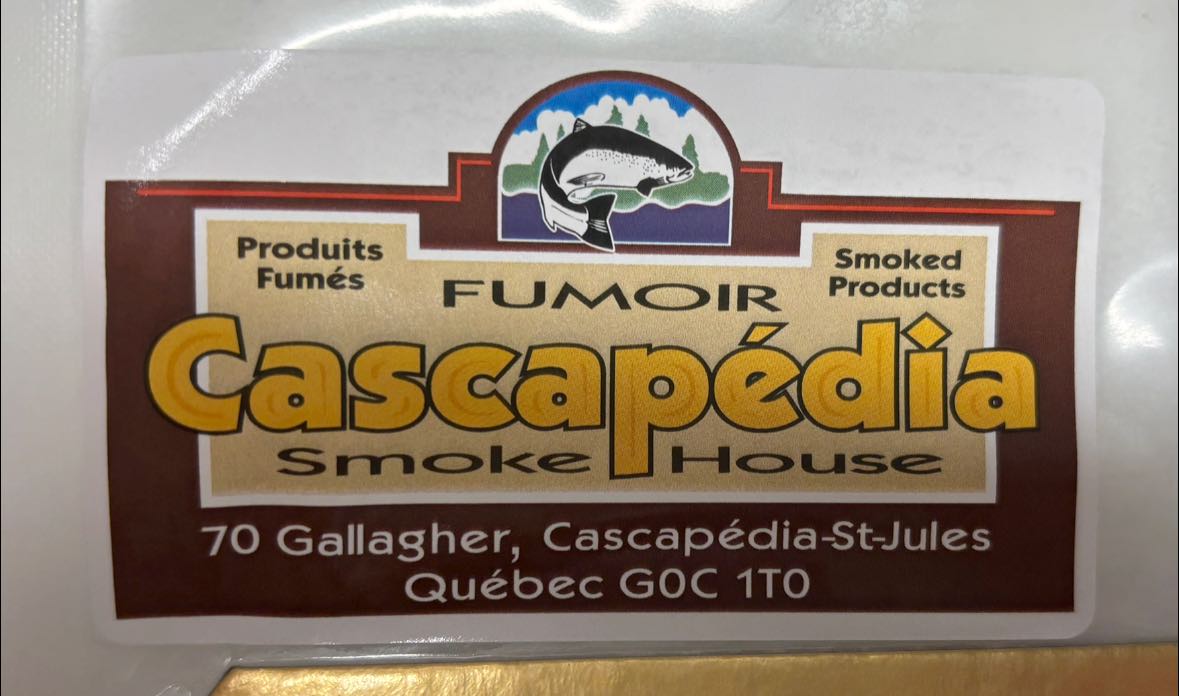 Produits
Fumés
Smoked
Products
FUMOIR
Cascapédia
Smoke House
70 Gallagher, Cascapédia-St-Jules
Québec G0C 1T0